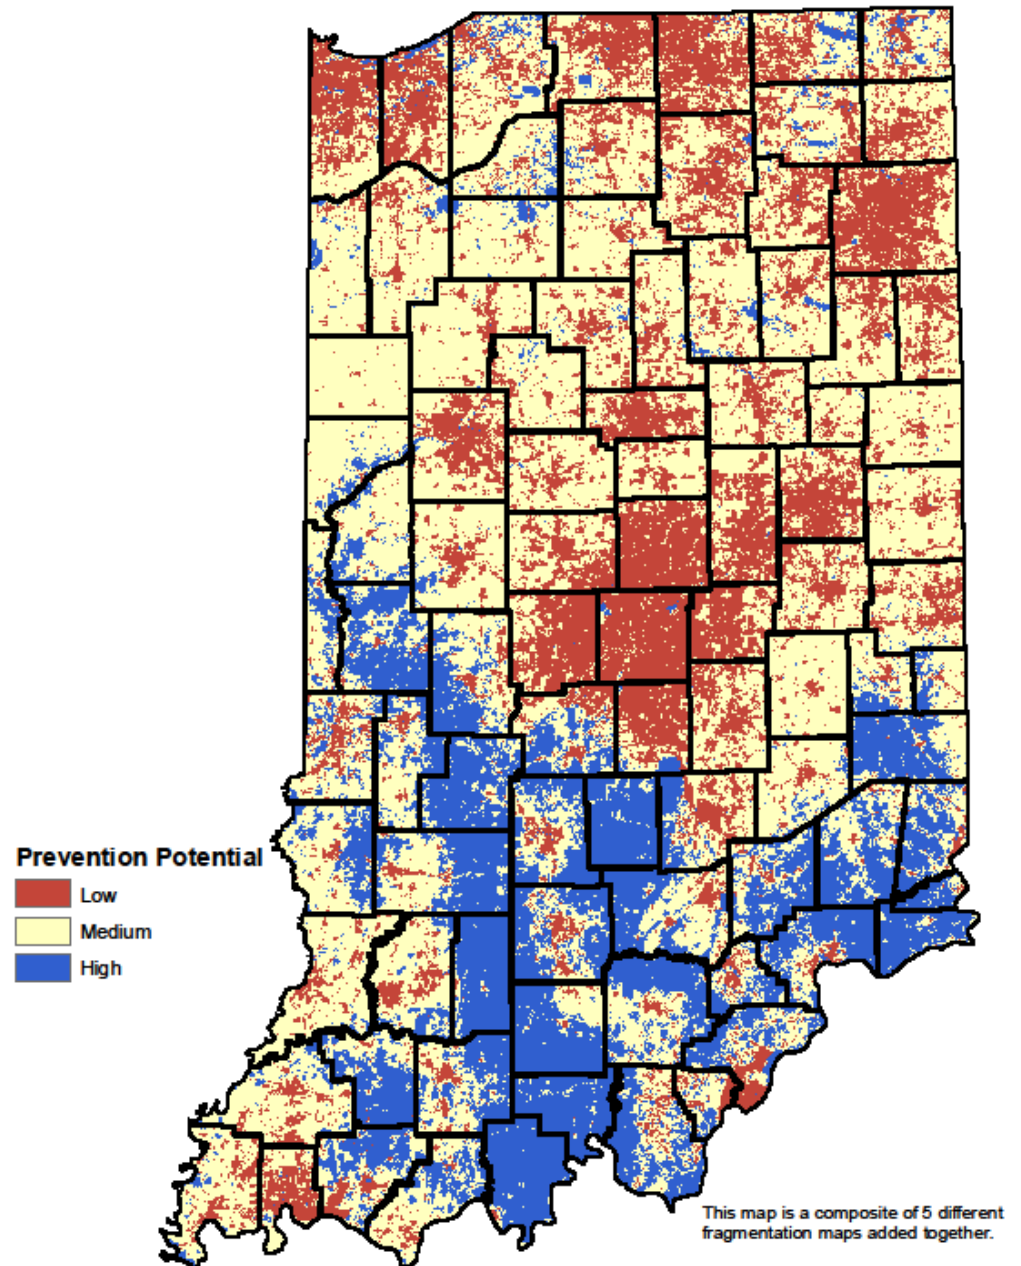 Prevention Potential
Low
Medium
High
This map is a composite of 5 different
fragmentation maps added together.